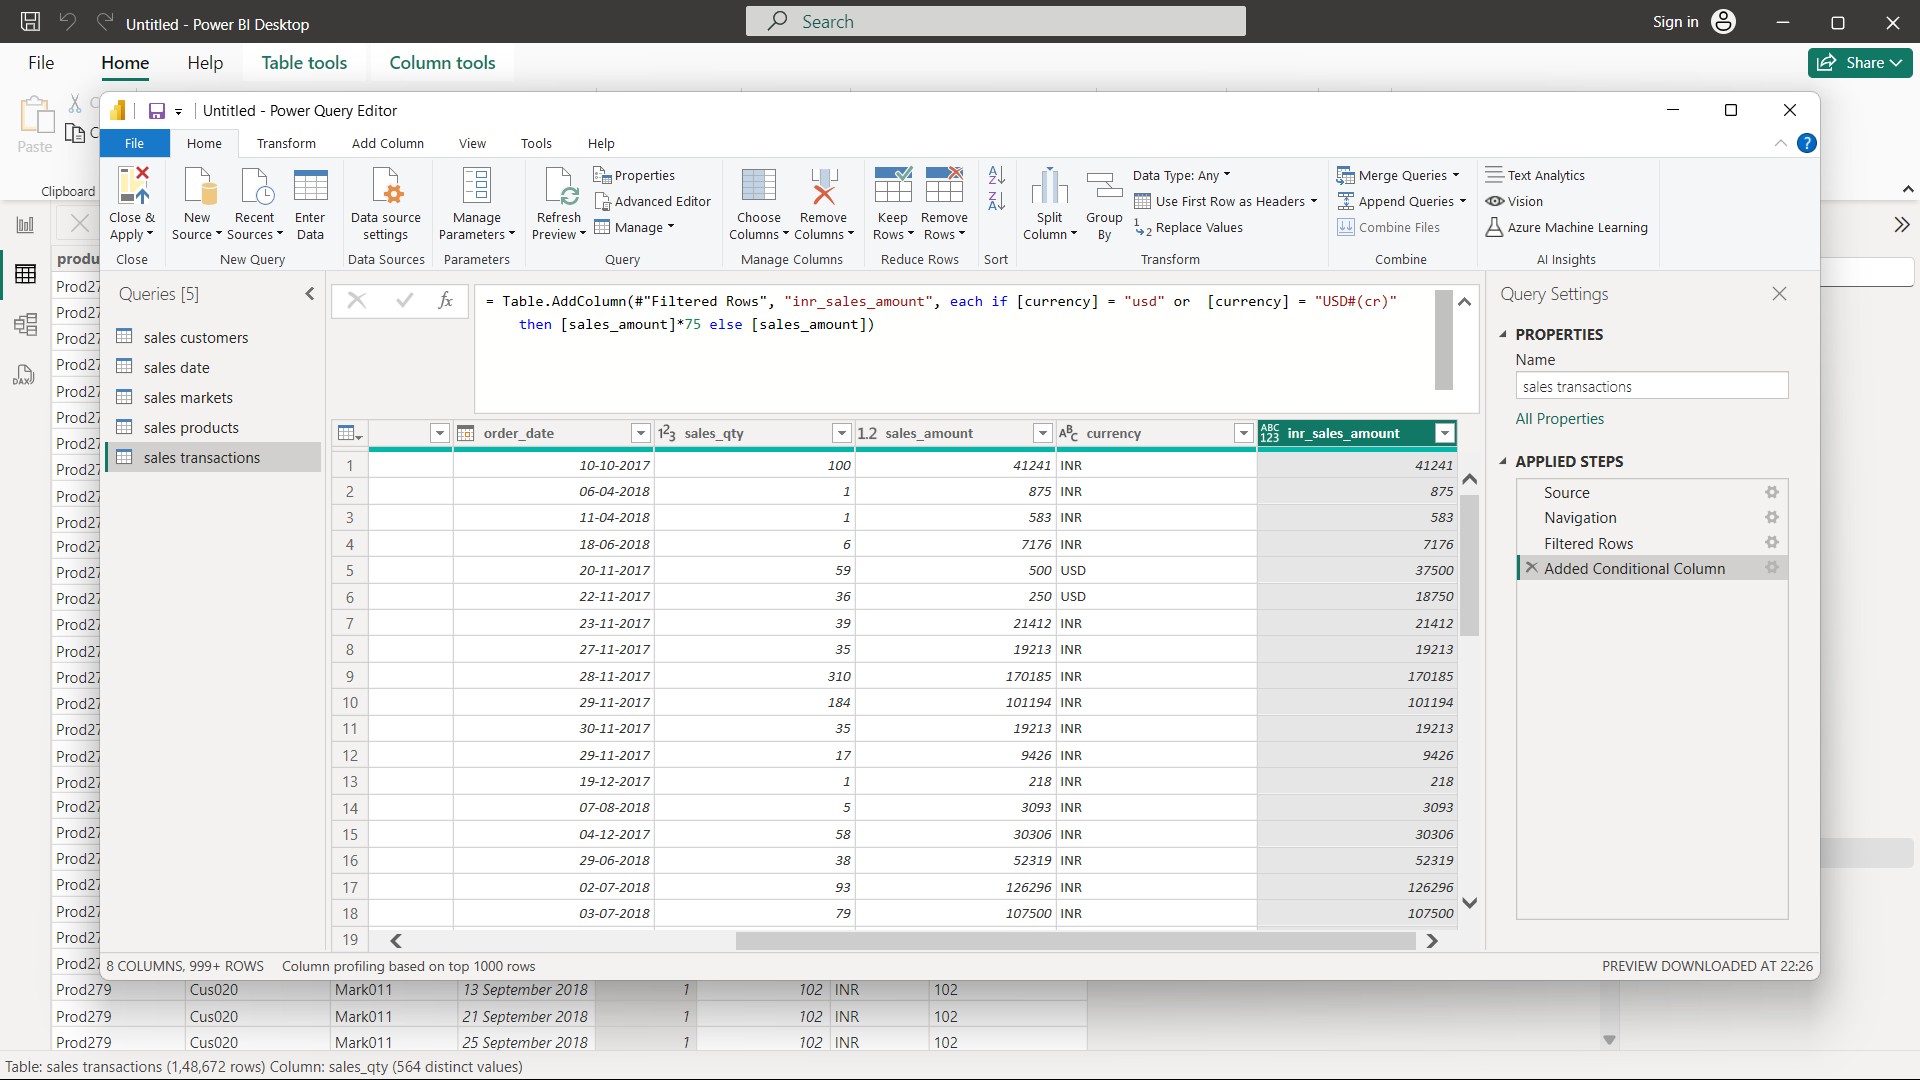 Untitled - Power BI Desktop
Search
Sign in
File
Home
Help
Table tools
Column tools
Share
Paste
Clipboard
Untitled - Power Query Editor
File
Home
Transform
Add Column
View
Tools
Help
Close & Apply
New Source
Recent Sources
Enter Data
Data source settings
Manage Parameters
Refresh Preview
Properties
Advanced Editor
Manage
Choose Columns
Remove Columns
Keep Rows
Remove Rows
Split Column
Group By
Data Type: Any
Use First Row as Headers
Replace Values
Merge Queries
Append Queries
Combine Files
Text Analytics
Vision
Azure Machine Learning
Close
New Query
Data Sources
Parameters
Query
Manage Columns
Reduce Rows
Sort
Transform
Combine
AI Insights
Queries [5]
sales customers
sales date
sales markets
sales products
sales transactions
= Table.AddColumn(#"Filtered Rows", "inr_sales_amount", each if [currency] = "usd" or  [currency] = "USD#(cr)"
then [sales_amount]*75 else [sales_amount])
order_date sales_qty 1.2 sales_amount currency inr_sales_amount
1 10-10-2017 100 41241 INR 41241
2 06-04-2018 1 875 INR 875
3 11-04-2018 1 583 INR 583
4 18-06-2018 6 7176 INR 7176
5 20-11-2017 59 500 USD 37500
6 22-11-2017 36 250 USD 18750
7 23-11-2017 39 21412 INR 21412
8 27-11-2017 35 19213 INR 19213
9 28-11-2017 310 170185 INR 170185
10 29-11-2017 184 101194 INR 101194
11 30-11-2017 35 19213 INR 19213
12 29-11-2017 17 9426 INR 9426
13 19-12-2017 1 218 INR 218
14 07-08-2018 5 3093 INR 3093
15 04-12-2017 58 30306 INR 30306
16 29-06-2018 38 52319 INR 52319
17 02-07-2018 93 126296 INR 126296
18 03-07-2018 79 107500 INR 107500
19
Query Settings
PROPERTIES
Name
sales transactions
All Properties
APPLIED STEPS
Source
Navigation
Filtered Rows
Added Conditional Column
8 COLUMNS, 999+ ROWS Column profiling based on top 1000 rows
PREVIEW DOWNLOADED AT 22:26
Prod279 Cus020 Mark011 13 September 2018 1 102 INR 102
Prod279 Cus020 Mark011 21 September 2018 1 102 INR 102
Prod279 Cus020 Mark011 25 September 2018 1 102 INR 102
Table: sales transactions (1,48,672 rows) Column: sales_qty (564 distinct values)